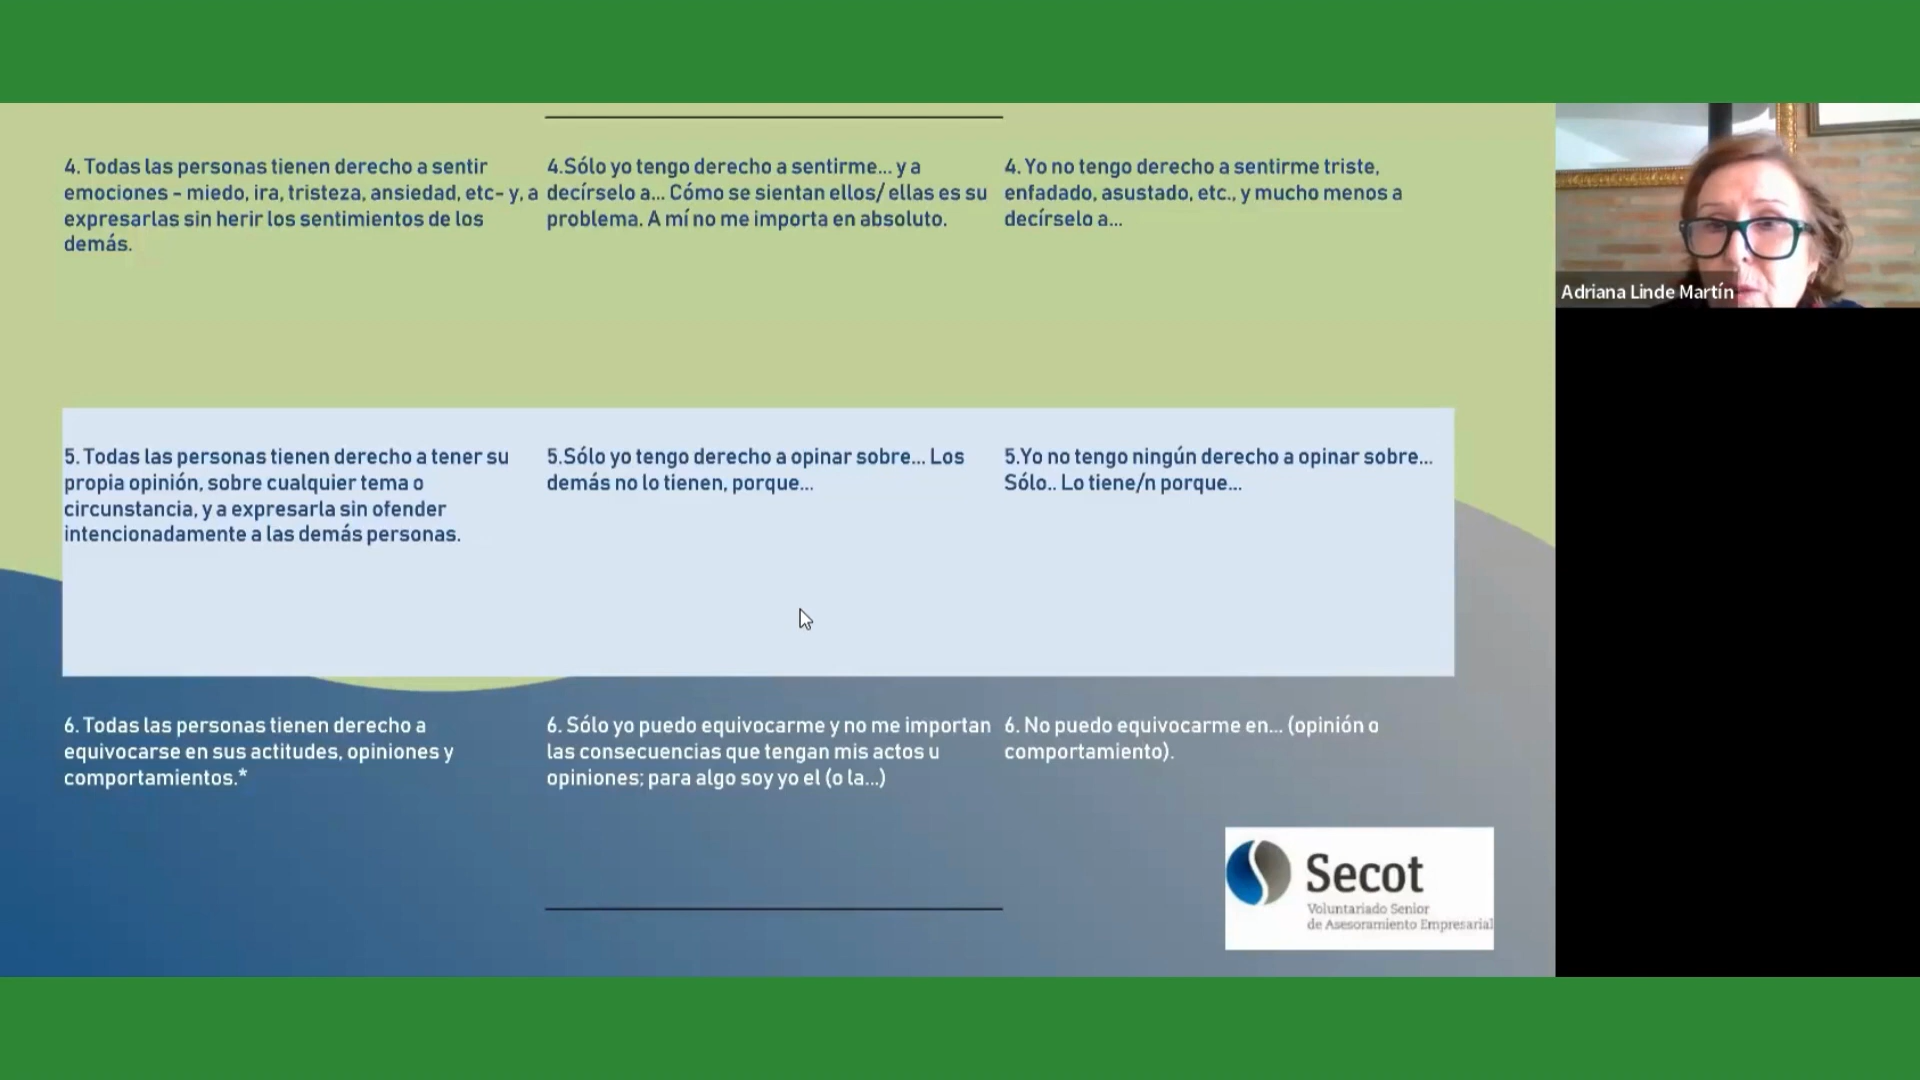 4. Todas las personas tienen derecho a sentir
emociones - miedo, ira, tristeza, ansiedad, etc- y, a
expresarlas sin herir los sentimientos de los
demás.
4.Sólo yo tengo derecho a sentirme... y a
decírselo a... Cómo se sientan ellos/ ellas es su
problema. A mí no me importa en absoluto.
4. Yo no tengo derecho a sentirme triste,
enfadado, asustado, etc., y mucho menos a
decírselo a...
5. Todas las personas tienen derecho a tener su
propia opinión, sobre cualquier tema o
circunstancia, y a expresarla sin ofender
intencionadamente a las demás personas.
5.Sólo yo tengo derecho a opinar sobre... Los
demás no lo tienen, porque...
5.Yo no tengo ningún derecho a opinar sobre...
Sólo.. Lo tiene/n porque...
6. Todas las personas tienen derecho a
equivocarse en sus actitudes, opiniones y
comportamientos.*
6. Sólo yo puedo equivocarme y no me importan
las consecuencias que tengan mis actos u
opiniones; para algo soy yo el (o la...)
6. No puedo equivocarme en... (opinión o
comportamiento).
Secot
Voluntariado Senior
de Asesoramiento Empresarial
Adriana Linde Martín